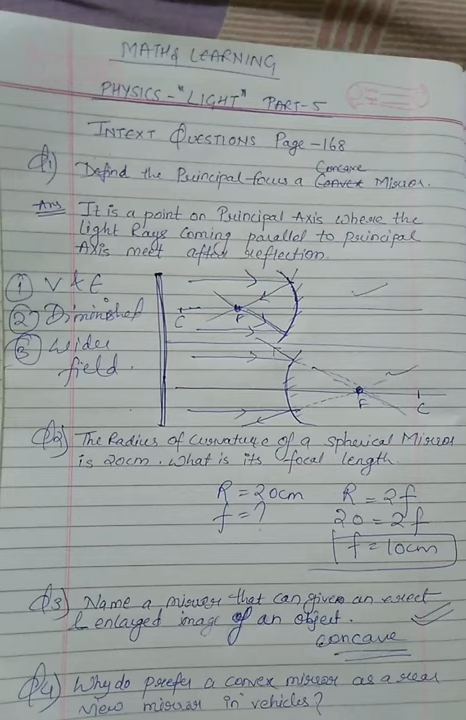 MATHS LEARNING
PHYSICS - "LIGHT" PART-5
INTEXT QUESTIONS Page-168
Q1) Defind the Principal focus a Concave Convex Mirror.
Ans It is a point on Principal Axis where the
light Rays coming parallel to principal
Axis meet after reflection.
① V & E
② Diminished
③ wider
field.
C
F
F
C
Q2) The Radius of Curvature of a spherical Mirror
is 20cm. What is its focal length
R = 20cm R = 2f
f = ? 20 = 2f
f = 10cm
Q3) Name a mirror that can given an erect
& enlarged image of an object.
concave
Q4) Why do prefer a convex mirror as a rear
view mirror in vehicles?